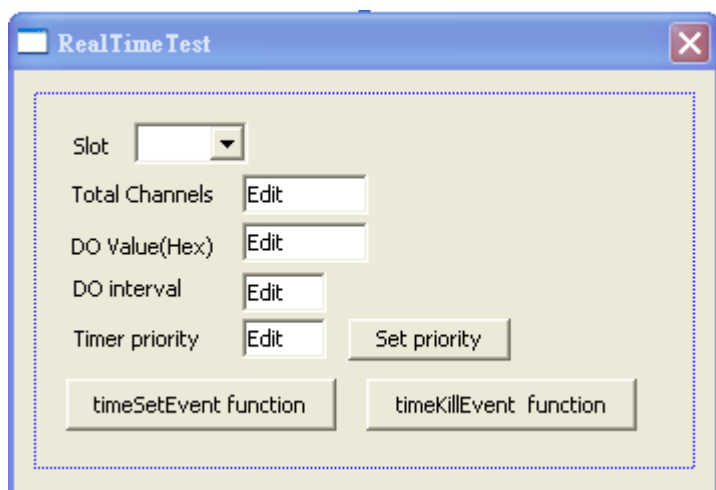 RealTimeTest
Slot
Total Channels Edit
DO Value(Hex) Edit
DO interval Edit
Timer priority Edit Set priority
timeSetEvent function timeKillEvent function